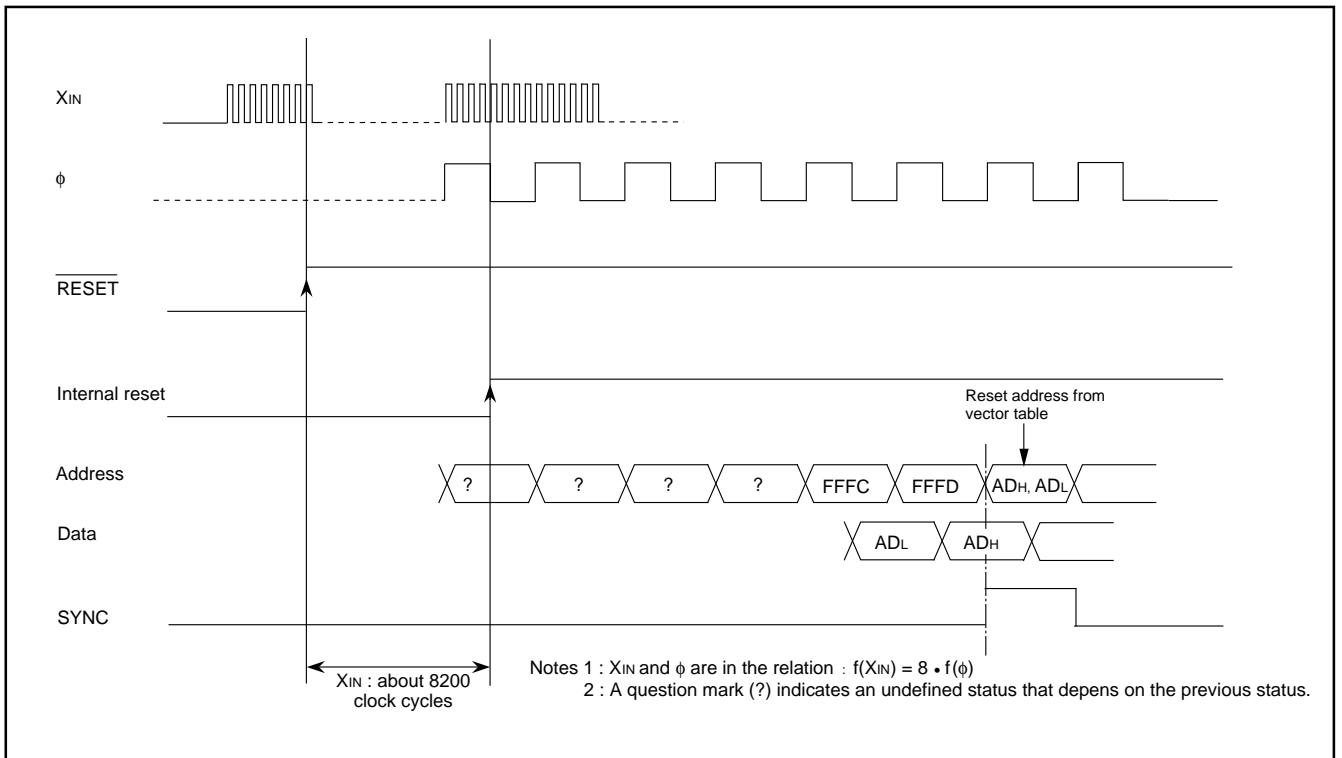 XIN
ϕ
RESET
Internal reset
Reset address from
vector table
Address
? ? ? ? FFFC FFFD ADH, ADL
Data
ADL ADH
SYNC
XIN : about 8200
clock cycles
Notes 1 : XIN and ϕ are in the relation : f(XIN) = 8 • f(ϕ)
2 : A question mark (?) indicates an undefined status that depens on the previous status.